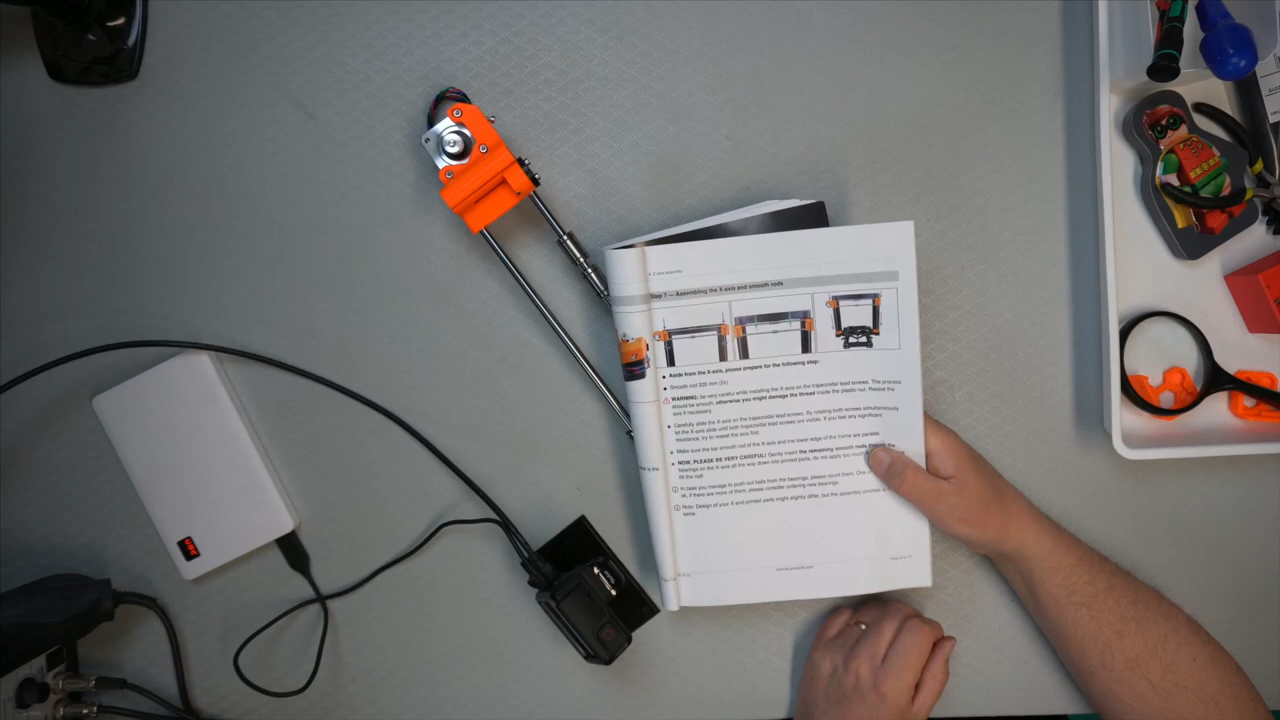 4. Z-axis assembly
Step 7 — Assembling the X-axis and smooth rods
Aside from the X-axis, please prepare for the following step:
Smooth rod 320 mm (2x)
WARNING: be very careful while installing the X-axis on the trapezoidal lead screws. The process
should be smooth, otherwise you might damage the thread inside the plastic nut. Reseat the
axis if necessary.
Carefully slide the X-axis on the trapezoidal lead screws. By rotating both screws simultaneously
let the X-axis slide until both trapezoidal lead screws are visible. If you feel any significant
resistance, try to reseat the axis first.
Make sure the top smooth rod of the X-axis and the lower edge of the frame are parallel.
NOW, PLEASE BE VERY CAREFUL! Gently insert the remaining smooth rods through the
bearings on the X-axis all the way down into printed parts, do not apply too much
tilt the rod!
In case you manage to push out balls from the bearings, please count them. One
ok, if there are more of them, please consider ordering new bearings.
Note: Design of your X-end printed parts might slightly differ, but the assembly process is
same.
is the